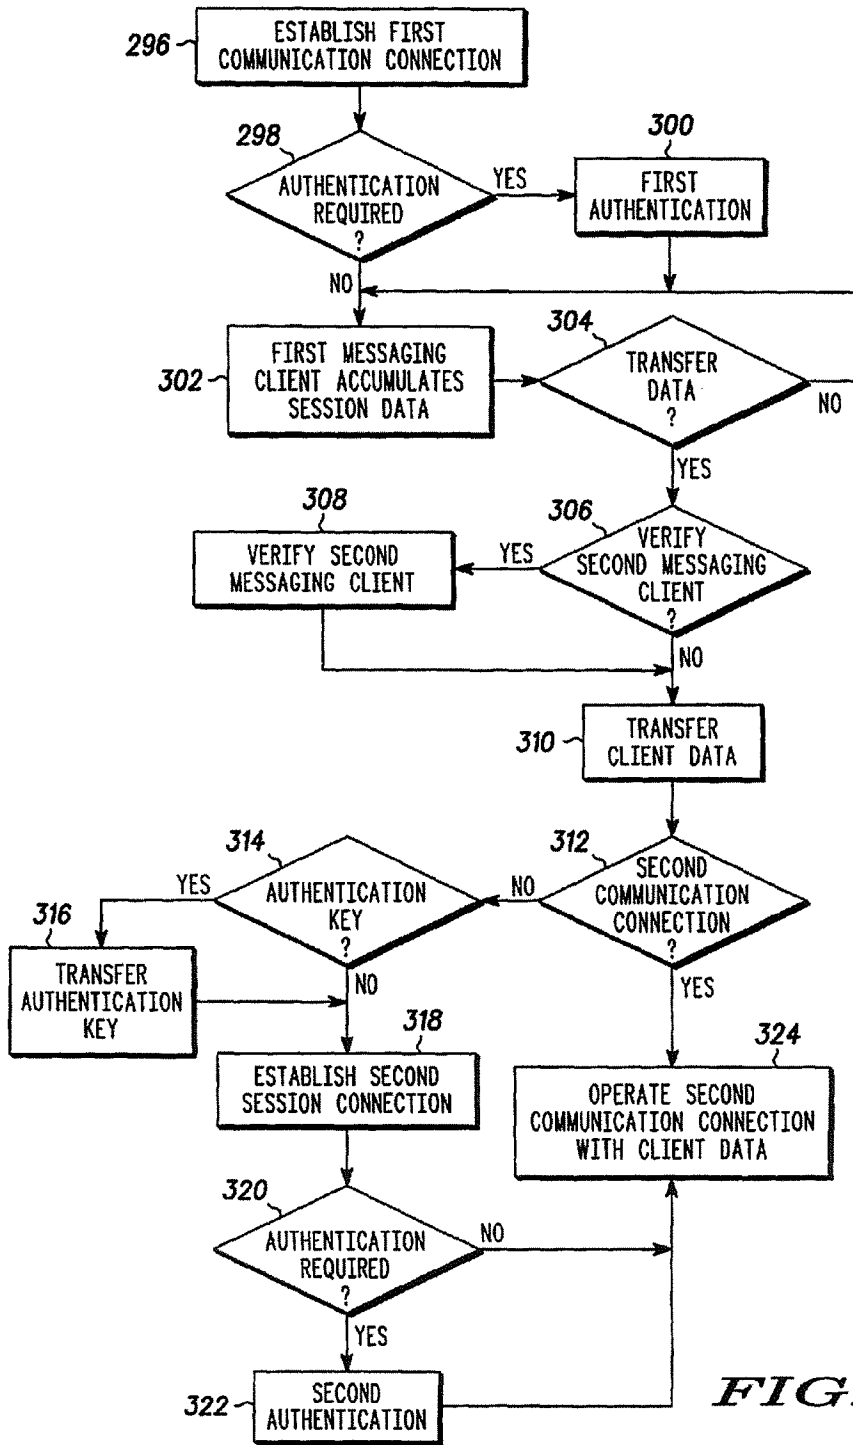 296
ESTABLISH FIRST
COMMUNICATION CONNECTION
298
AUTHENTICATION
REQUIRED
?
YES
NO
300
FIRST
AUTHENTICATION
302
FIRST MESSAGING
CLIENT ACCUMULATES
SESSION DATA
304
TRANSFER
DATA
?
NO
YES
306
VERIFY
SECOND MESSAGING
CLIENT
?
YES
NO
308
VERIFY SECOND
MESSAGING CLIENT
310
TRANSFER
CLIENT DATA
312
SECOND
COMMUNICATION
CONNECTION
?
NO
YES
314
AUTHENTICATION
KEY
?
YES
NO
316
TRANSFER
AUTHENTICATION
KEY
318
ESTABLISH SECOND
SESSION CONNECTION
320
AUTHENTICATION
REQUIRED
?
NO
YES
322
SECOND
AUTHENTICATION
324
OPERATE SECOND
COMMUNICATION CONNECTION
WITH CLIENT DATA
FIG.